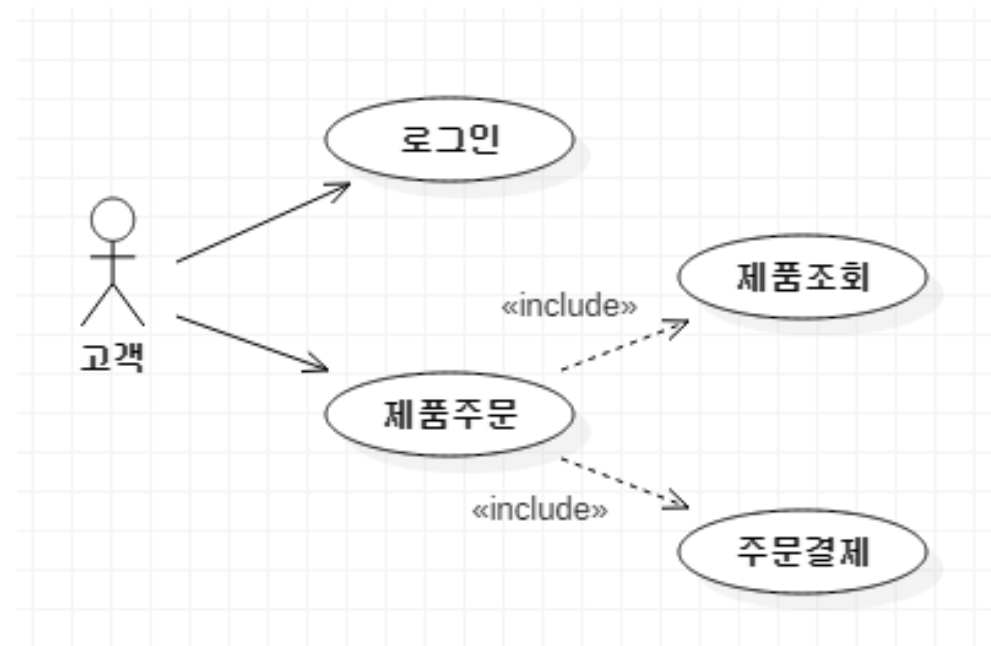 로그인
제품조회
«include»
고객
제품주문
«include»
주문결제